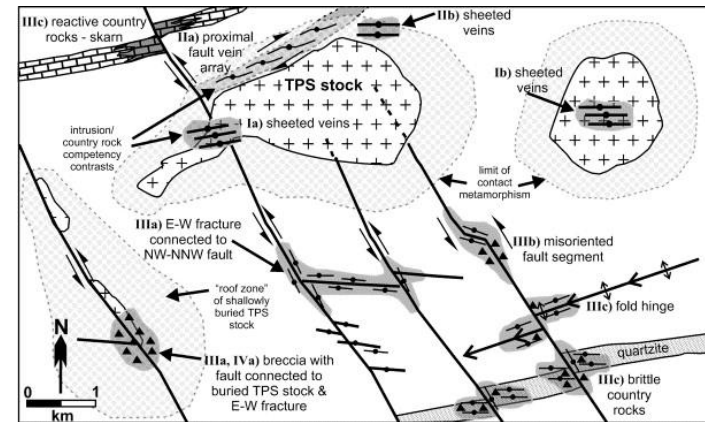 IIIc) reactive country
rocks - skarn
IIa) proximal
fault vein
array
IIb) sheeted
veins
TPS stock
Ib) sheeted
veins
intrusion/
country rock
competency
contrasts
Ia) sheeted veins
limit of
contact
metamorphism
IIIa) E-W fracture
connected to
NW-NNW fault
IIIb) misoriented
fault segment
"roof zone"
of shallowly
buried TPS
stock
IIIc) fold hinge
N
quartzite
IIIa, IVa) breccia with
fault connected to
buried TPS stock &
E-W fracture
IIIc) brittle
country
rocks
0 1
km